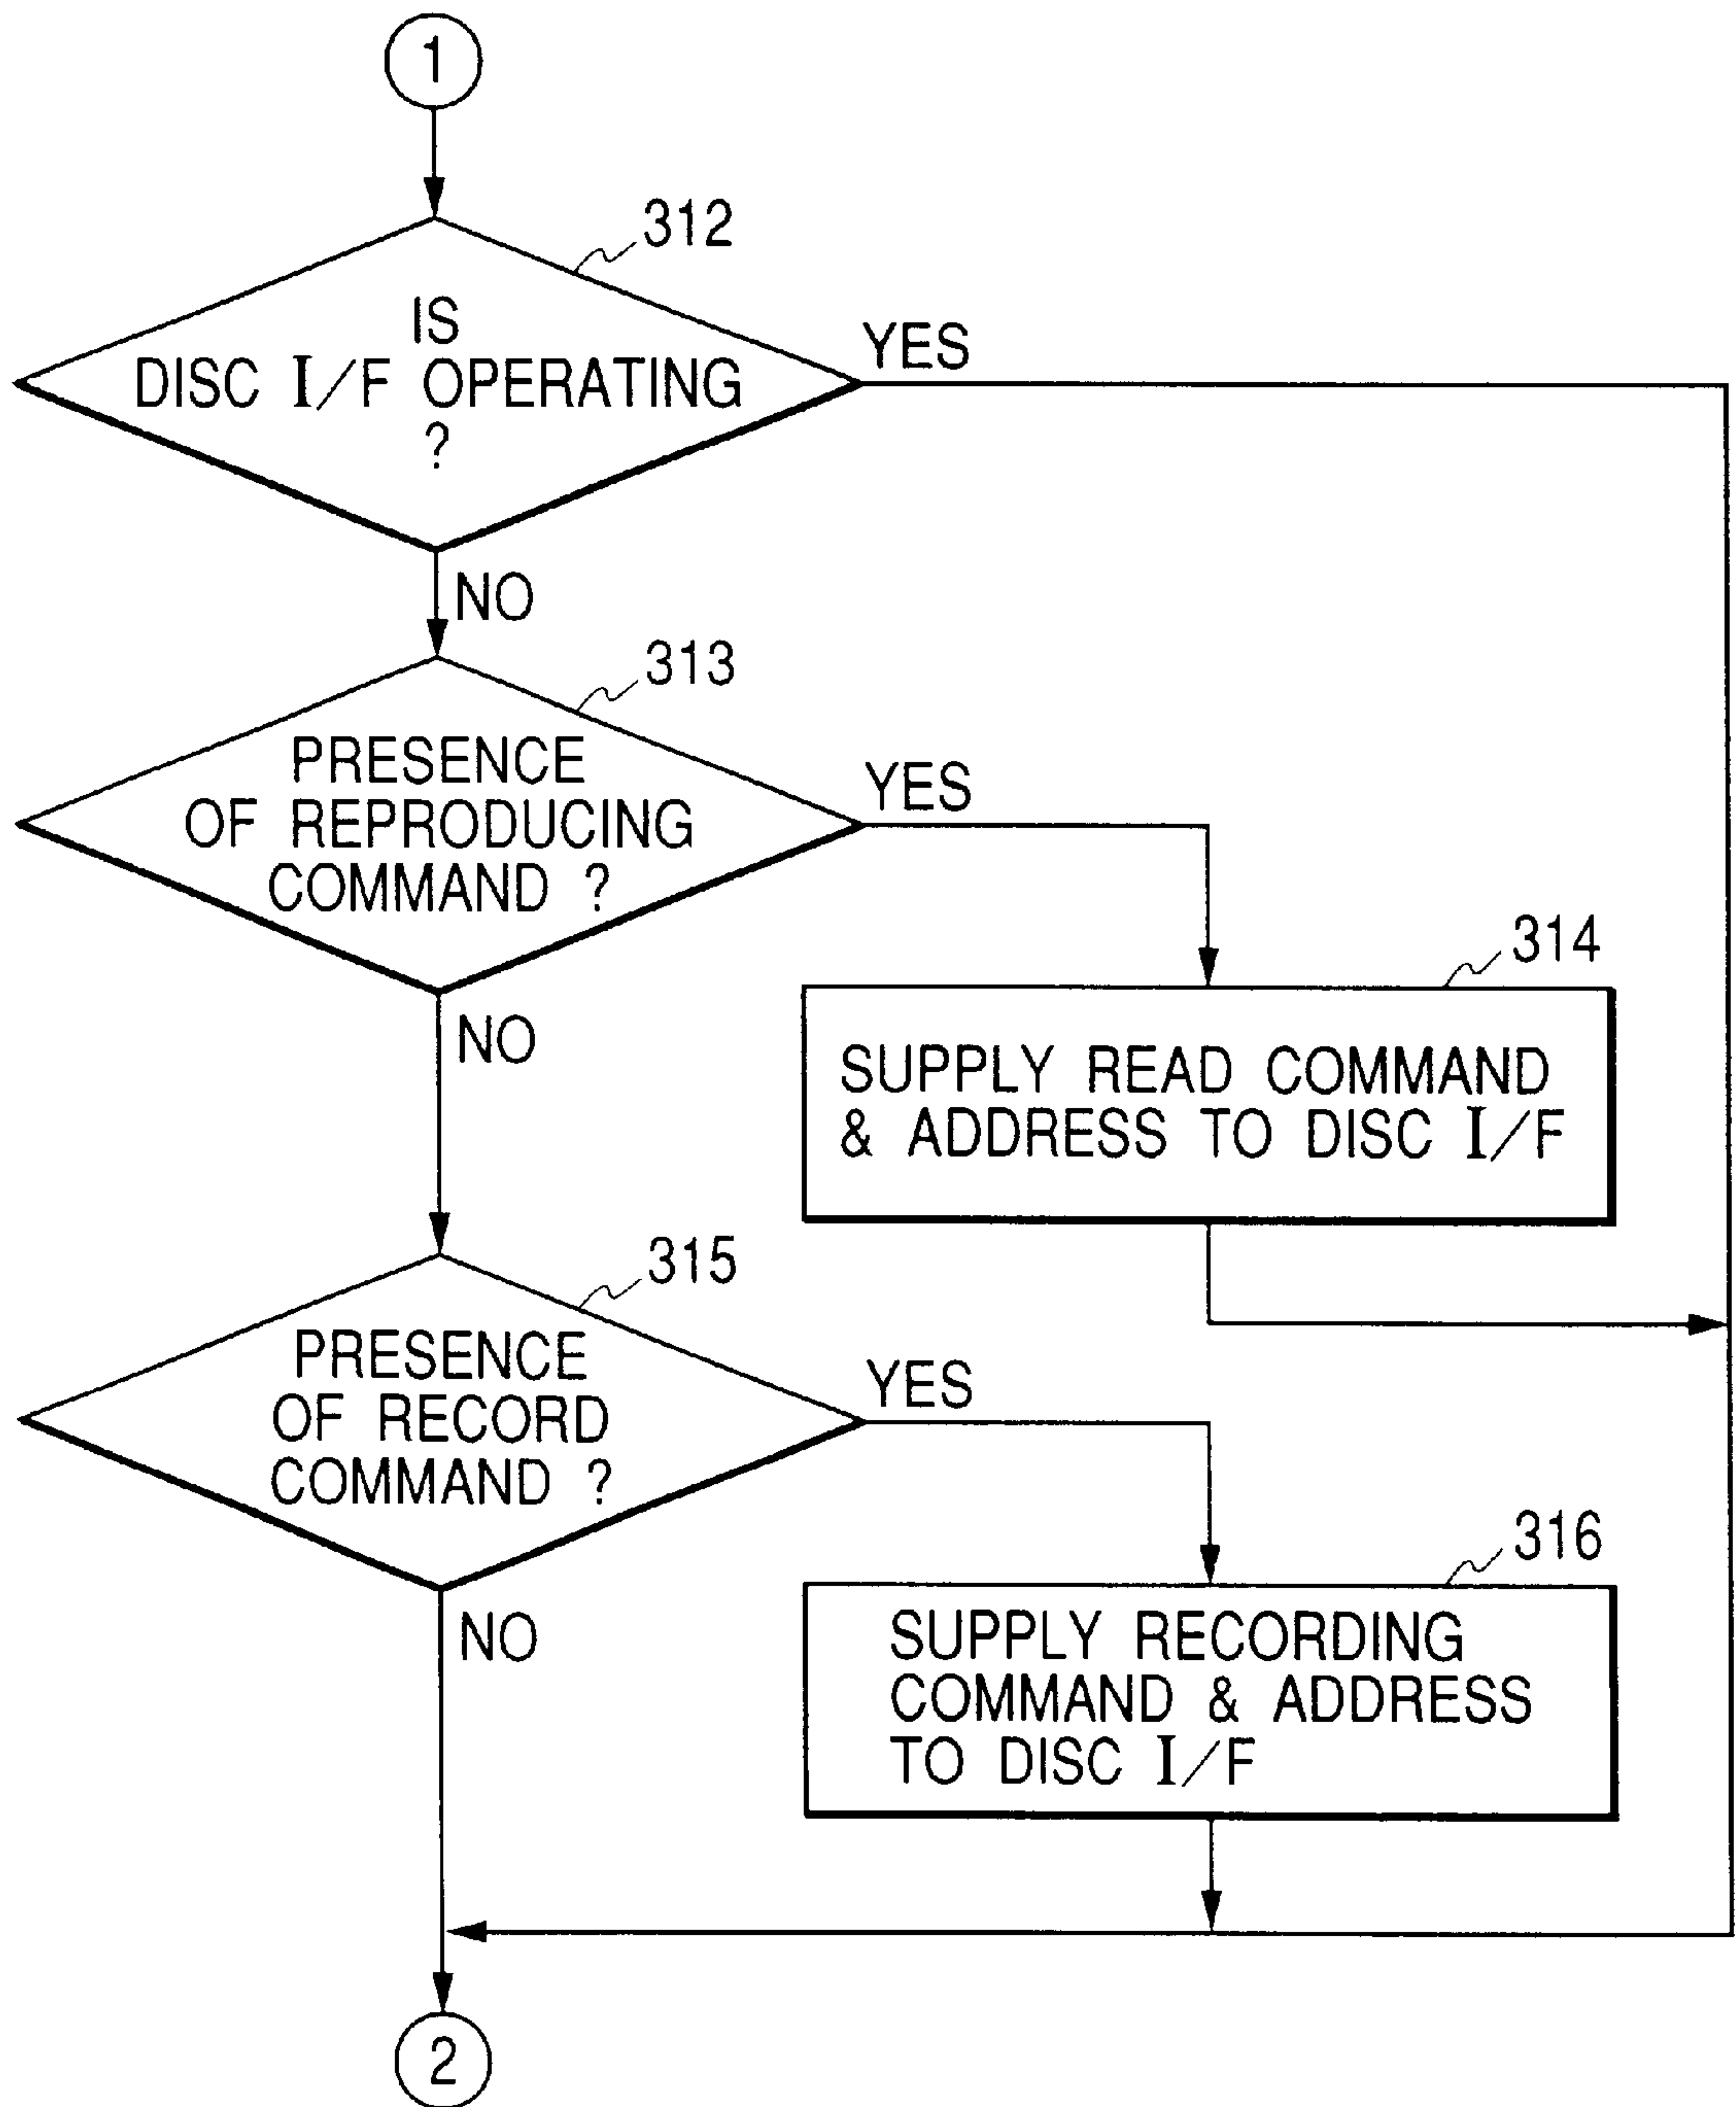 1
312
IS
DISC I/F OPERATING
?
YES
NO
313
PRESENCE
OF REPRODUCING
COMMAND ?
YES
NO
314
SUPPLY READ COMMAND
& ADDRESS TO DISC I/F
315
PRESENCE
OF RECORD
COMMAND ?
YES
NO
316
SUPPLY RECORDING
COMMAND & ADDRESS
TO DISC I/F
2